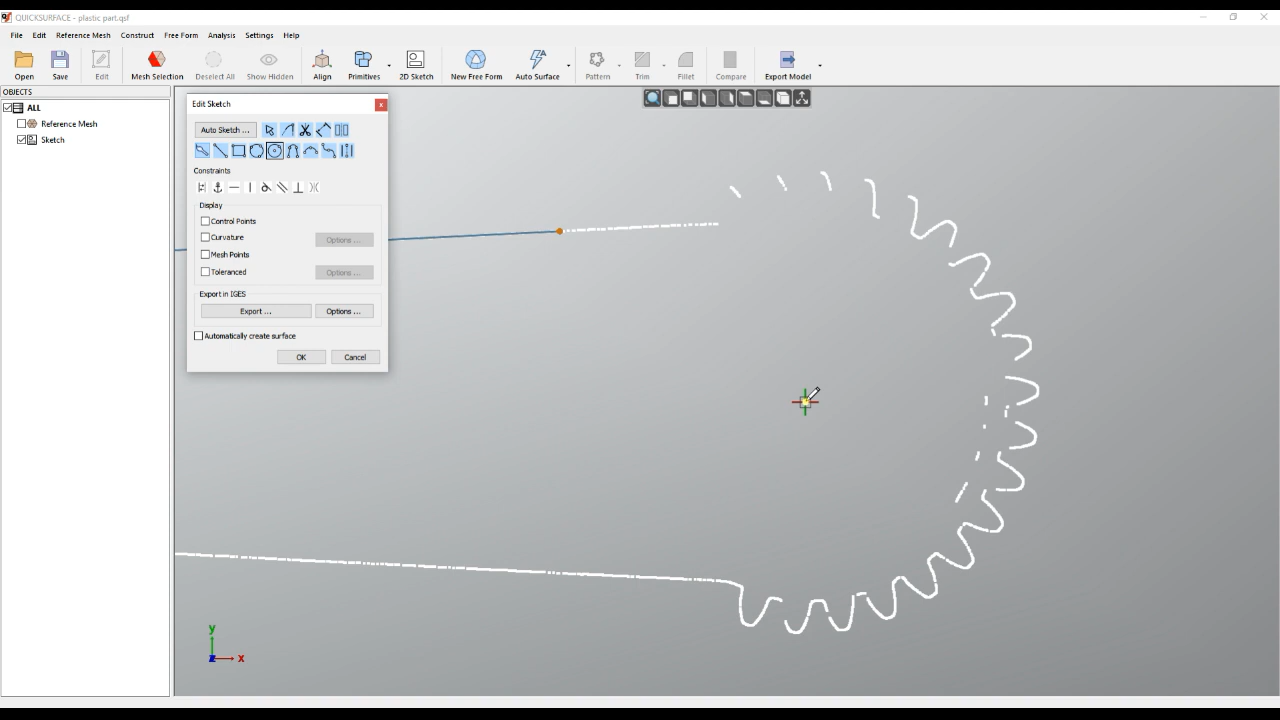 QUICKSURFACE - plastic part.qsf
File Edit Reference Mesh Construct Free Form Analysis Settings Help
Open Save Edit Mesh Selection Deselect All Show Hidden Align Primitives 2D Sketch New Free Form Auto Surface Pattern Trim Fillet Compare Export Model
OBJECTS
ALL
Reference Mesh
Sketch
Edit Sketch
Auto Sketch ...
Constraints
Display
Control Points
Curvature Options ...
Mesh Points
Toleranced Options ...
Export in IGES
Export ... Options ...
Automatically create surface
OK Cancel
y
z x